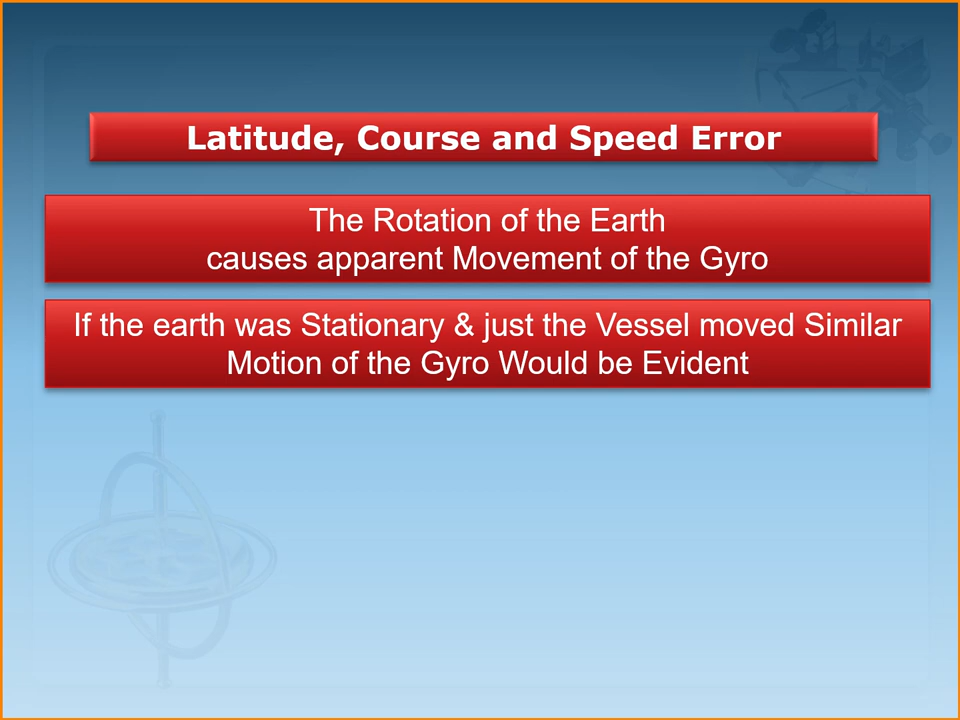 Latitude, Course and Speed Error
The Rotation of the Earth
causes apparent Movement of the Gyro
If the earth was Stationary & just the Vessel moved Similar
Motion of the Gyro Would be Evident